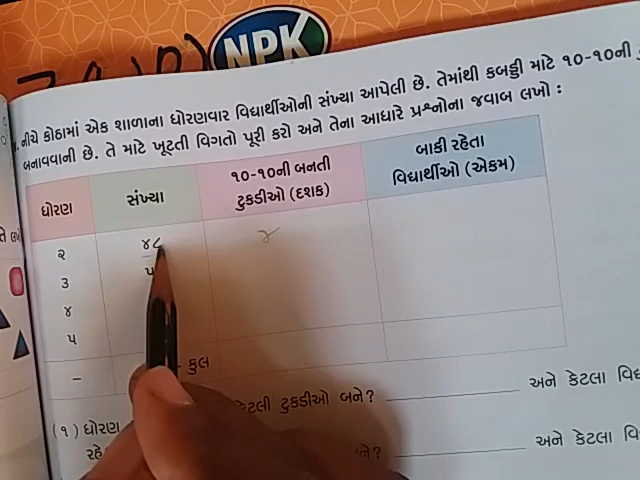 NPK
નીચે કોઠામાં એક શાળાના ધોરણવાર વિદ્યાર્થીઓની સંખ્યા આપેલી છે. તેમાંથી કબડ્ડી માટે ૧૦-૧૦ની
બનાવવાની છે. તે માટે ખૂટતી વિગતો પૂરી કરો અને તેના આધારે પ્રશ્નોના જવાબ લખો :
ધોરણ સંખ્યા ૧૦-૧૦ની બનતી ટુકડીઓ (દશક) બાકી રહેતા વિદ્યાર્થીઓ (એકમ)
૨ ૪૮ ૪
૩ ૫
૪
૫
– કુલ
(૧) ધોરણ કેટલી ટુકડીઓ બને? અને કેટલા
અને કેટલા